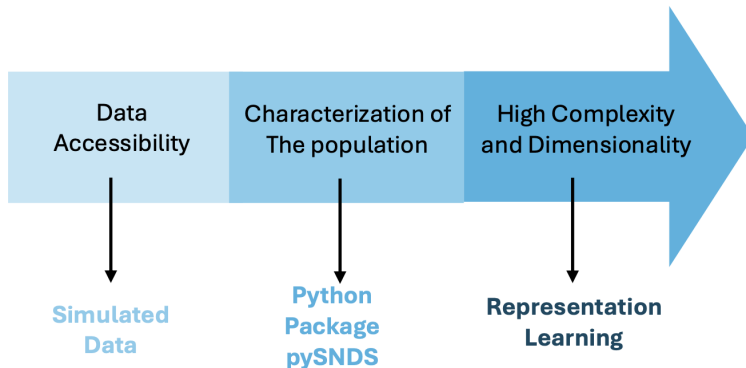 Data
Accessibility
Characterization of
The population
High Complexity
and Dimensionality
Simulated
Data
Python
Package
pySNDS
Representation
Learning